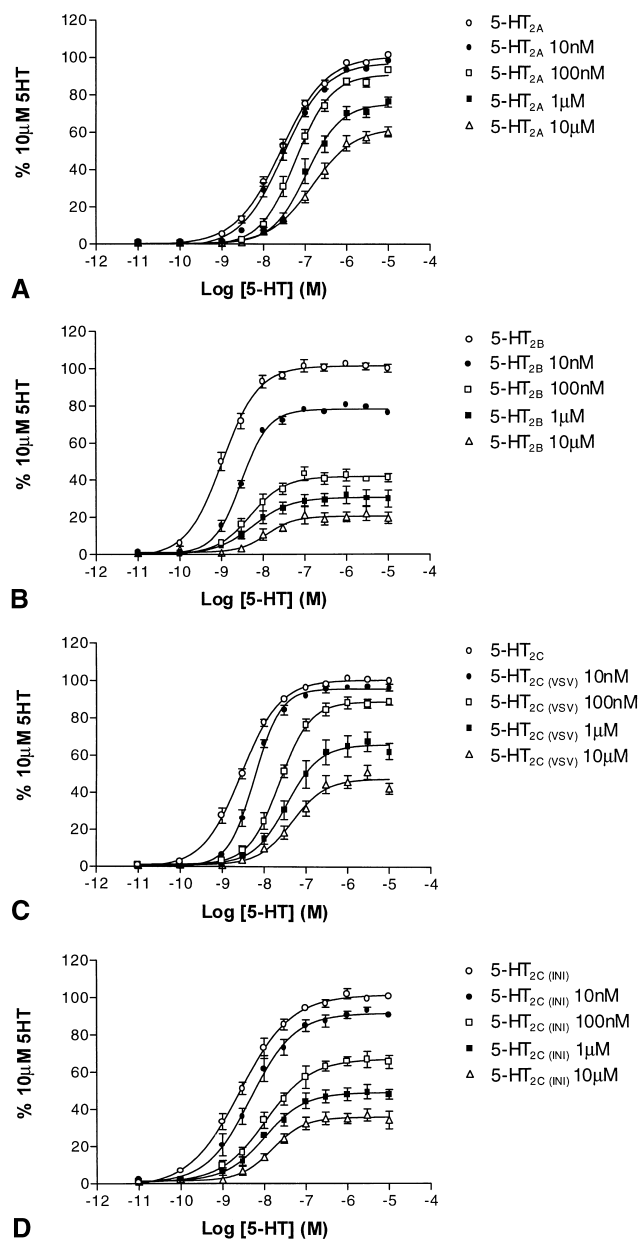 120
100
80
60
40
20
0
% 10μM 5HT
-12 -11 -10 -9 -8 -7 -6 -5 -4
Log [5-HT] (M)
5-HT2A
5-HT2A 10nM
5-HT2A 100nM
5-HT2A 1μM
5-HT2A 10μM
A
120
100
80
60
40
20
0
% 10μM 5HT
-12 -11 -10 -9 -8 -7 -6 -5 -4
Log [5-HT] (M)
5-HT2B
5-HT2B 10nM
5-HT2B 100nM
5-HT2B 1μM
5-HT2B 10μM
B
120
100
80
60
40
20
0
% 10μM 5HT
-12 -11 -10 -9 -8 -7 -6 -5 -4
Log [5-HT] (M)
5-HT2C
5-HT2C (VSV) 10nM
5-HT2C (VSV) 100nM
5-HT2C (VSV) 1μM
5-HT2C (VSV) 10μM
C
120
100
80
60
40
20
0
% 10μM 5HT
-12 -11 -10 -9 -8 -7 -6 -5 -4
Log [5-HT] (M)
5-HT2C (INI)
5-HT2C (INI) 10nM
5-HT2C (INI) 100nM
5-HT2C (INI) 1μM
5-HT2C (INI) 10μM
D